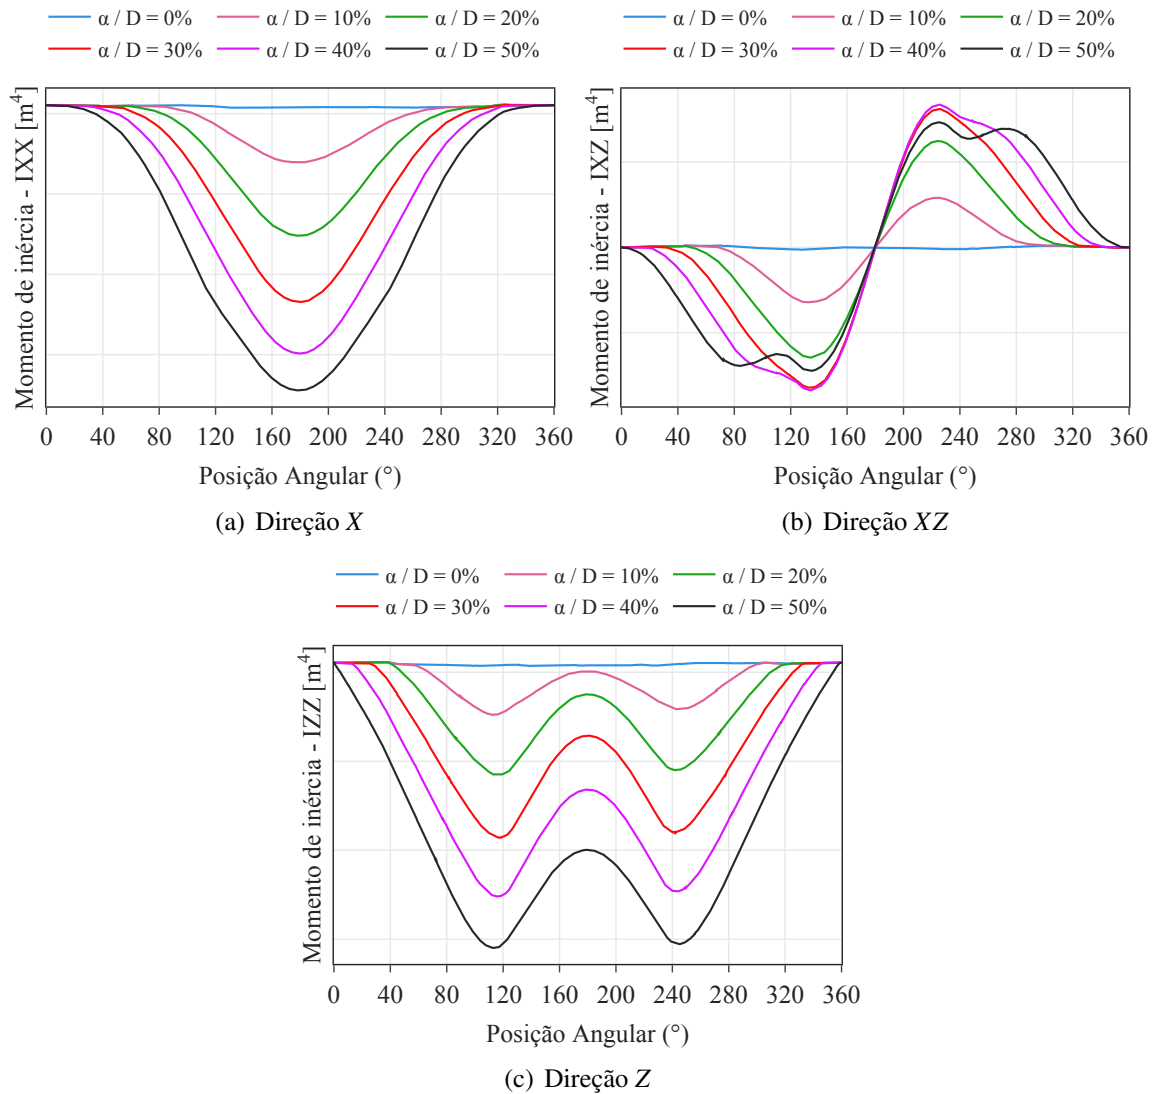 α / D = 0% α / D = 10% α / D = 20%
α / D = 30% α / D = 40% α / D = 50%
Momento de inércia - IXX [m⁴]
0 40 80 120 160 200 240 280 320 360
Posição Angular (°)
(a) Direção X
α / D = 0% α / D = 10% α / D = 20%
α / D = 30% α / D = 40% α / D = 50%
Momento de inércia - IXZ [m⁴]
0 40 80 120 160 200 240 280 320 360
Posição Angular (°)
(b) Direção XZ
α / D = 0% α / D = 10% α / D = 20%
α / D = 30% α / D = 40% α / D = 50%
Momento de inércia - IZZ [m⁴]
0 40 80 120 160 200 240 280 320 360
Posição Angular (°)
(c) Direção Z